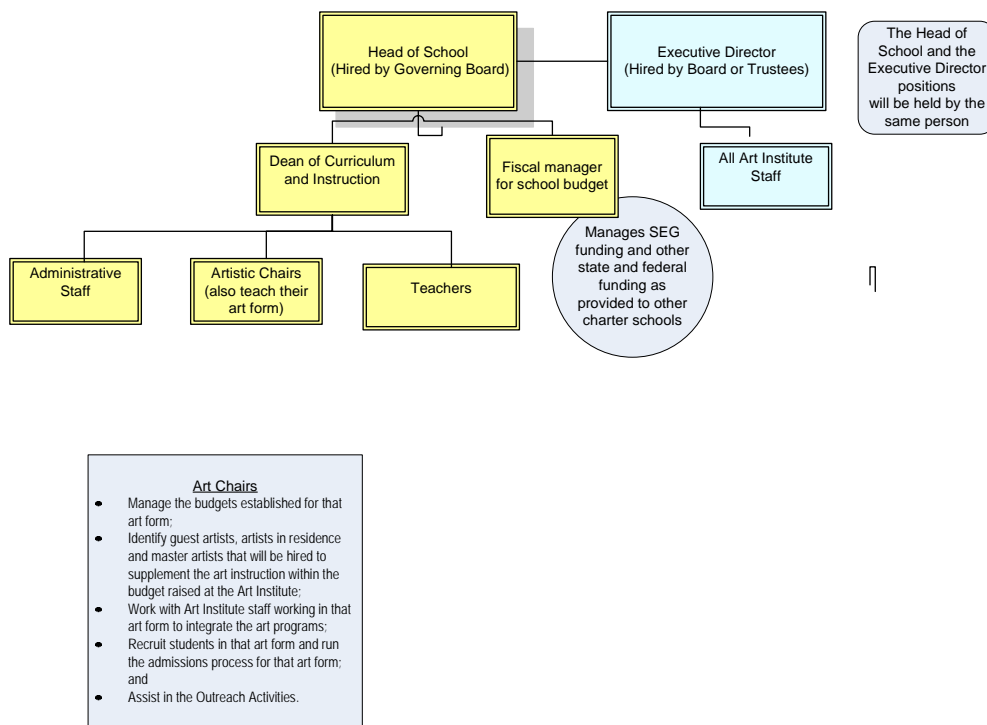 Head of School
(Hired by Governing Board)
Executive Director
(Hired by Board or Trustees)
The Head of
School and the
Executive Director
positions
will be held by the
same person
Dean of Curriculum
and Instruction
Fiscal manager
for school budget
All Art Institute
Staff
Manages SEG
funding and other
state and federal
funding as
provided to other
charter schools
Administrative
Staff
Artistic Chairs
(also teach their
art form)
Teachers
Art Chairs
● Manage the budgets established for that
art form;
● Identify guest artists, artists in residence
and master artists that will be hired to
supplement the art instruction within the
budget raised at the Art Institute;
● Work with Art Institute staff working in that
art form to integrate the art programs;
● Recruit students in that art form and run
the admissions process for that art form;
and
● Assist in the Outreach Activities.